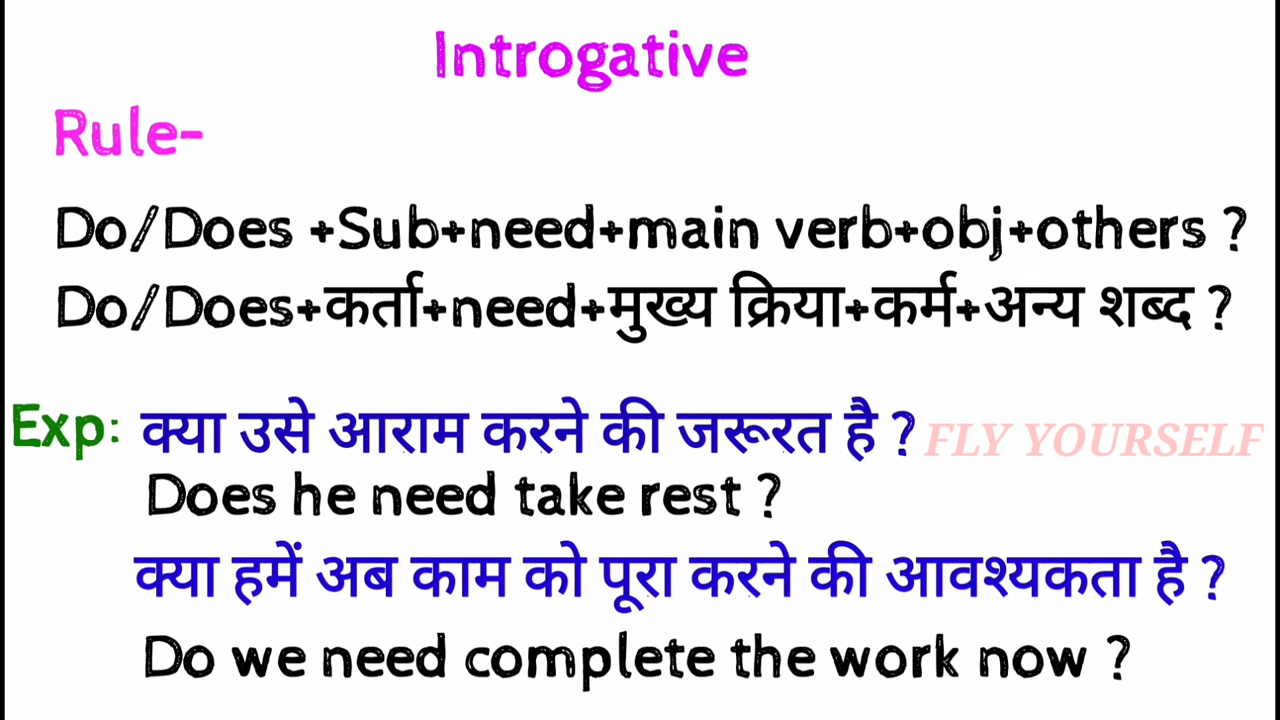 Introgative
Rule-
Do/Does +Sub+need+main verb+obj+others ?
Do/Does+कर्ता+need+मुख्य क्रिया+कर्म+अन्य शब्द ?
Exp: क्या उसे आराम करने की जरूरत है ? FLY YOURSELF
Does he need take rest ?
क्या हमें अब काम को पूरा करने की आवश्यकता है ?
Do we need complete the work now ?